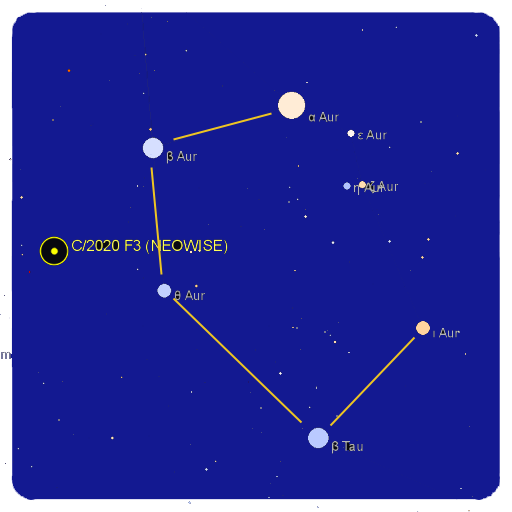 α Aur
ε Aur
β Aur
η Aur
ζ Aur
C/2020 F3 (NEOWISE)
θ Aur
ι Aur
m
β Tau